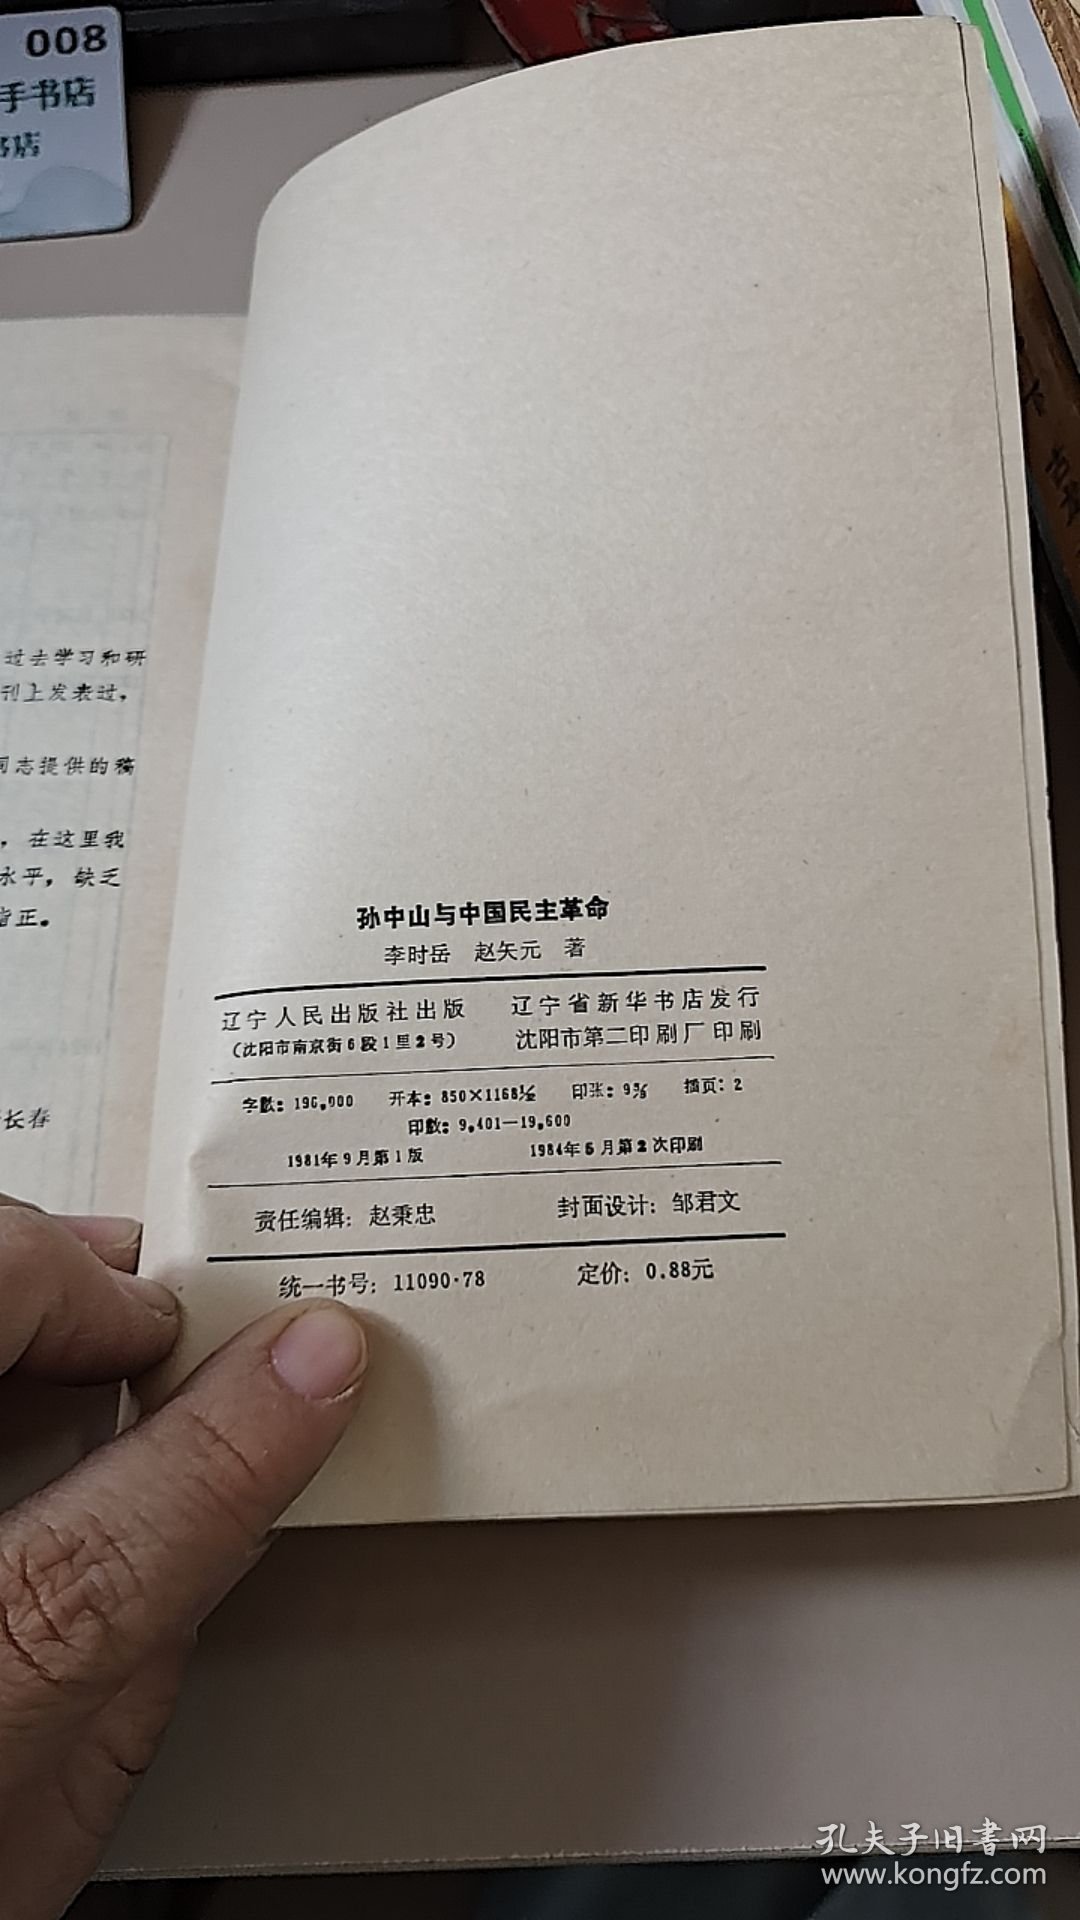 008
手书店
书店
过去学习和研
刊上发表过，
同志提供的稿
，在这里我
水平，缺乏
指正。
长春
孙中山与中国民主革命
李时岳 赵矢元 著
辽宁人民出版社出版 辽宁省新华书店发行
（沈阳市南京街6段1里2号） 沈阳市第二印刷厂印刷
字数：196,000 开本：850×1168 1/32 印张：9 插页：2
印数：9,401—19,600
1981年9月第1版 1984年5月第2次印刷
责任编辑：赵秉忠 封面设计：邹君文
统一书号：11090·78 定价：0.88元
孔夫子旧書网
www.kongfz.com